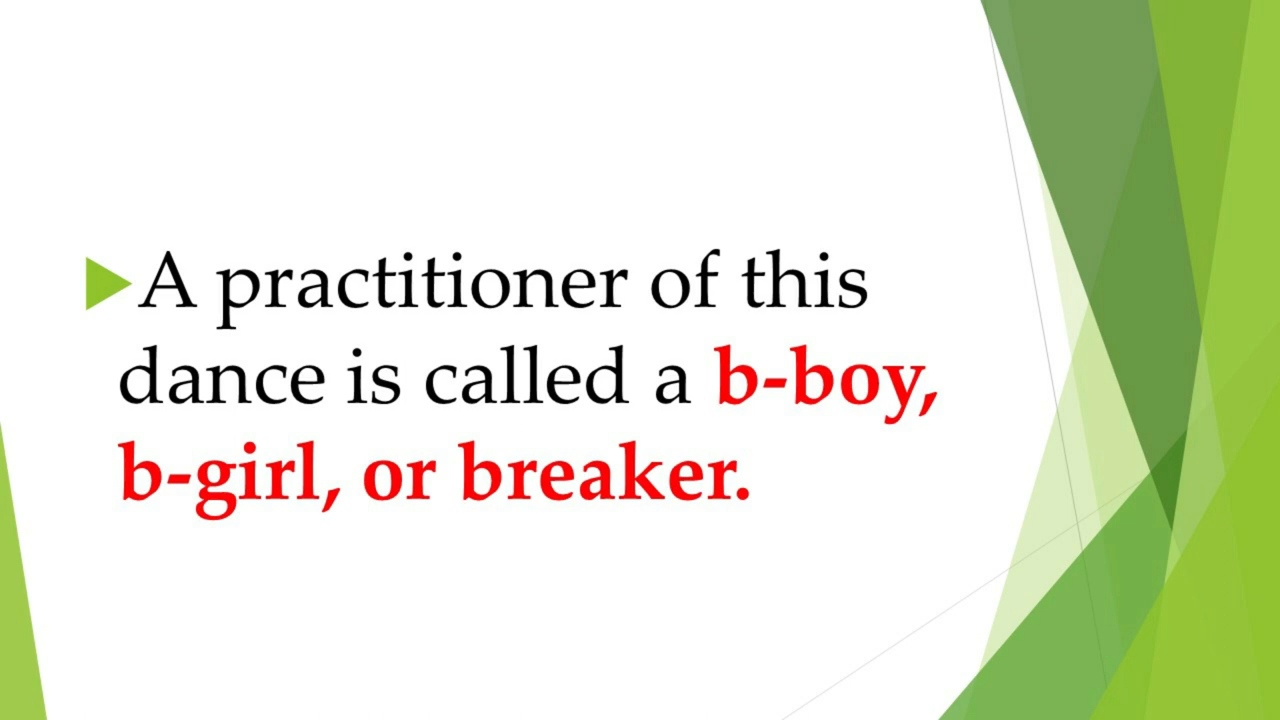 A practitioner of this
dance is called a b-boy,
b-girl, or breaker.